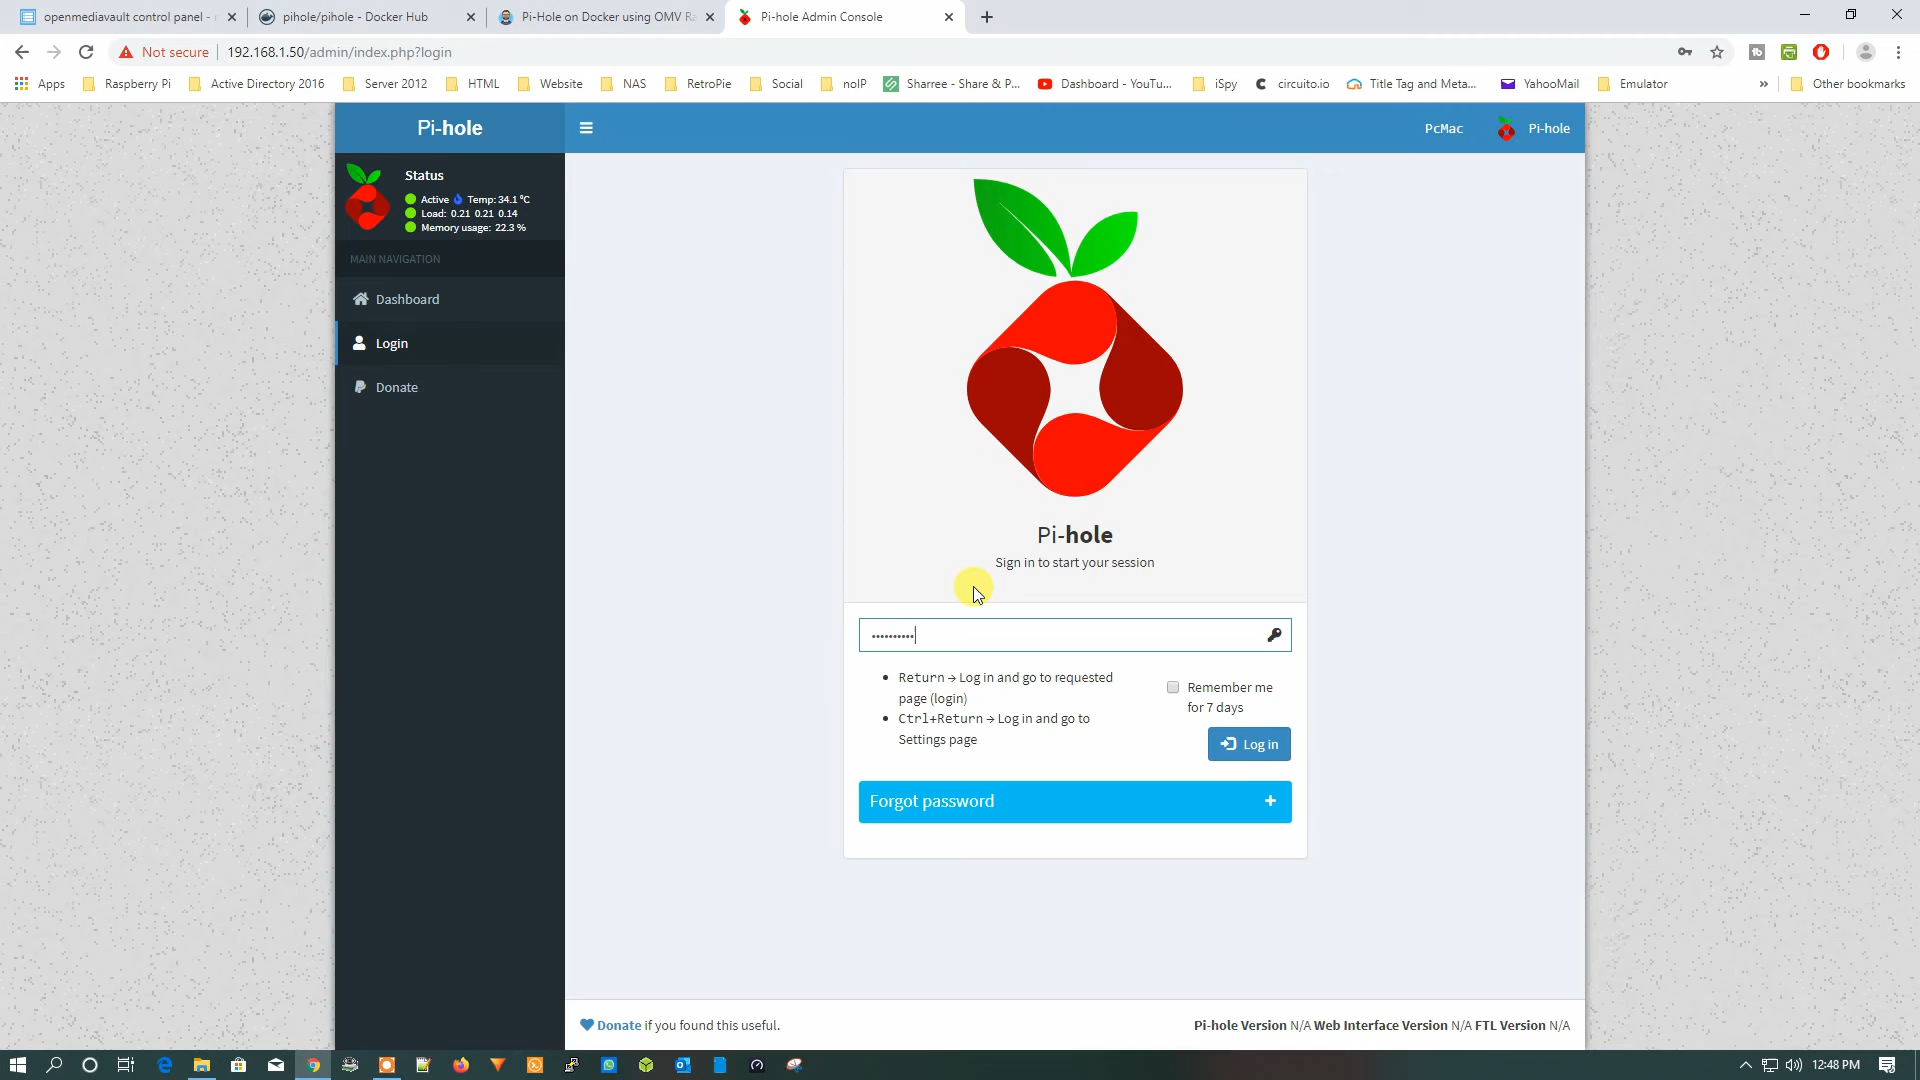 openmediavault control panel -
pihole/pihole - Docker Hub
Pi-Hole on Docker using OMV Ra
Pi-hole Admin Console
Not secure
192.168.1.50/admin/index.php?login
Apps
Raspberry Pi
Active Directory 2016
Server 2012
HTML
Website
NAS
RetroPie
Social
noIP
Sharree - Share & P...
Dashboard - YouTu...
iSpy
circuito.io
Title Tag and Meta...
YahooMail
Emulator
»
Other bookmarks
Pi-hole
PcMac
Pi-hole
Status
Active Temp: 34.1 °C
Load: 0.21 0.21 0.14
Memory usage: 22.3 %
MAIN NAVIGATION
Dashboard
Login
Donate
Pi-hole
Sign in to start your session
••••••••••
• Return → Log in and go to requested
page (login)
• Ctrl+Return → Log in and go to
Settings page
Remember me
for 7 days
Log in
Forgot password
Donate if you found this useful.
Pi-hole Version N/A Web Interface Version N/A FTL Version N/A
12:48 PM